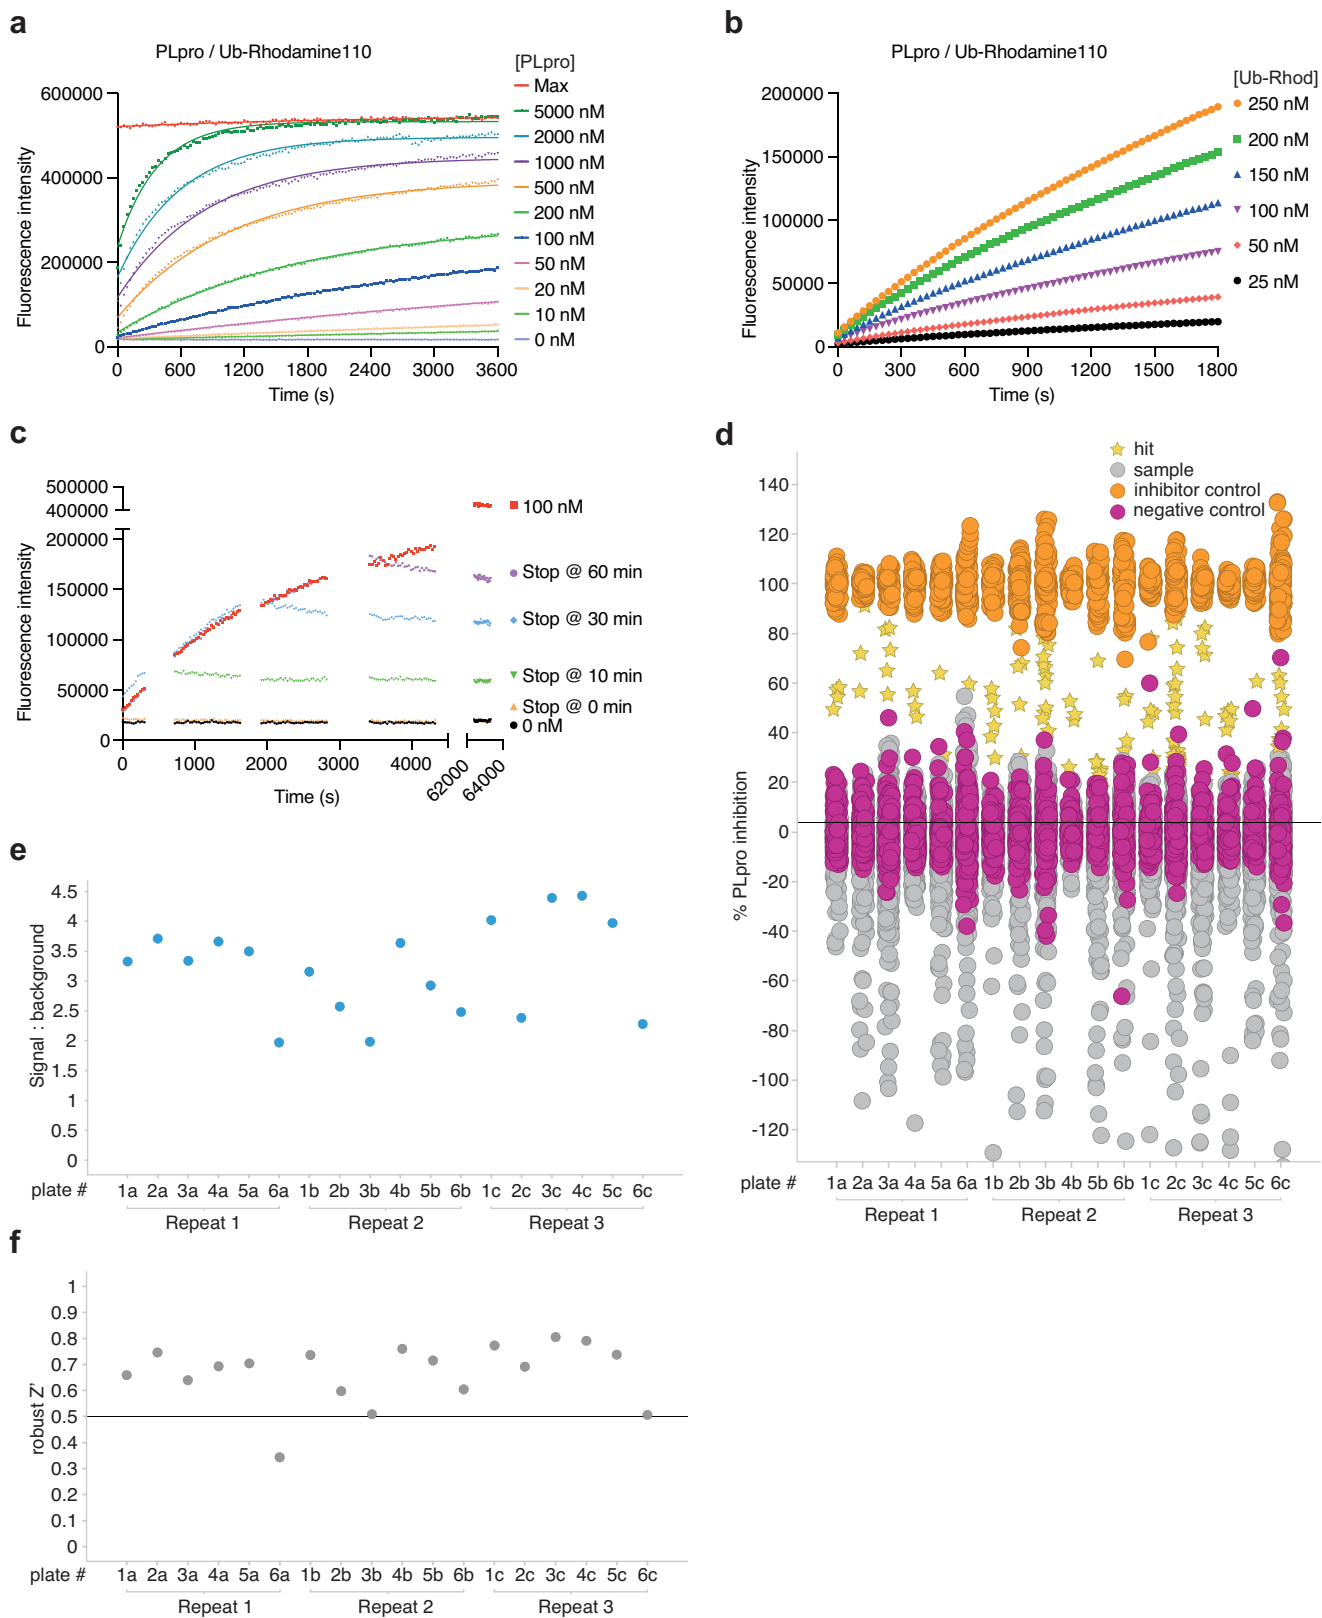 a
PLpro / Ub-Rhodamine110
[PLpro]
Max
5000 nM
2000 nM
1000 nM
500 nM
200 nM
100 nM
50 nM
20 nM
10 nM
0 nM
Fluorescence intensity
600000
400000
200000
0
0 600 1200 1800 2400 3000 3600
Time (s)
b
PLpro / Ub-Rhodamine110
[Ub-Rhod]
250 nM
200 nM
150 nM
100 nM
50 nM
25 nM
Fluorescence intensity
200000
150000
100000
50000
0
0 300 600 900 1200 1500 1800
Time (s)
c
Fluorescence intensity
500000
400000
200000
150000
100000
50000
0
0 1000 2000 3000 4000 62000 64000
Time (s)
100 nM
Stop @ 60 min
Stop @ 30 min
Stop @ 10 min
Stop @ 0 min
0 nM
d
hit
sample
inhibitor control
negative control
% PLpro inhibition
140
120
100
80
60
40
20
0
-20
-40
-60
-80
-100
-120
plate # 1a 2a 3a 4a 5a 6a 1b 2b 3b 4b 5b 6b 1c 2c 3c 4c 5c 6c
Repeat 1 Repeat 2 Repeat 3
e
Signal : background
4.5
4
3.5
3
2.5
2
1.5
1
0.5
0
plate # 1a 2a 3a 4a 5a 6a 1b 2b 3b 4b 5b 6b 1c 2c 3c 4c 5c 6c
Repeat 1 Repeat 2 Repeat 3
f
robust Z'
1
0.9
0.8
0.7
0.6
0.5
0.4
0.3
0.2
0.1
0
plate # 1a 2a 3a 4a 5a 6a 1b 2b 3b 4b 5b 6b 1c 2c 3c 4c 5c 6c
Repeat 1 Repeat 2 Repeat 3